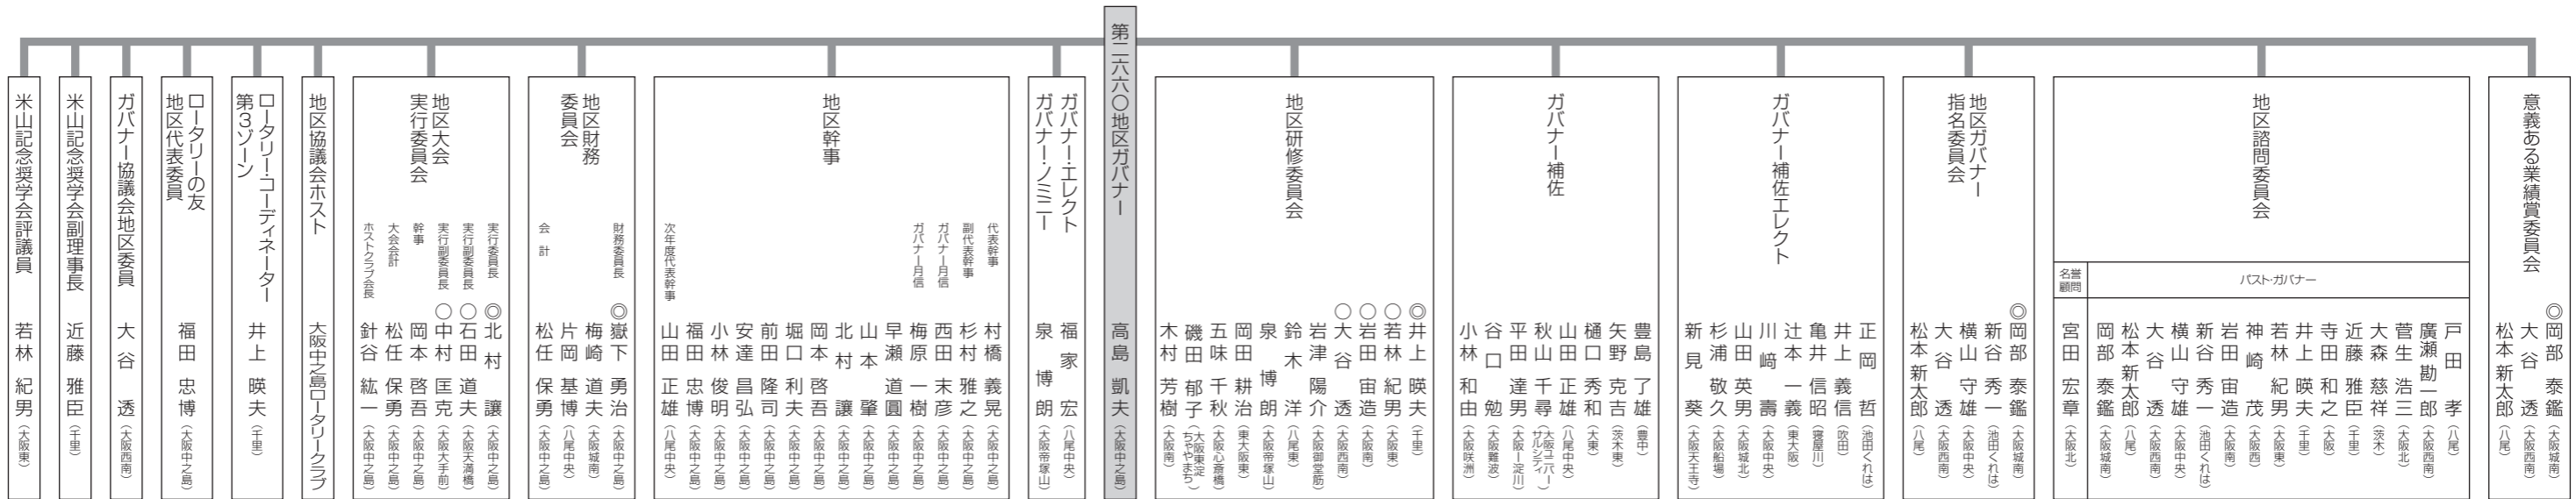 意義ある業績賞委員会
◎岡部 泰鑑（大阪城南）
大谷 透（大阪西南）
松本 新太郎（八尾）
地区諮問委員会
パスト・ガバナー
戸田 孝（八尾）
廣瀬 勘一郎（大阪西南）
菅生 浩三（大阪北）
大森 慈祥（茨木）
近藤 雅臣（千里）
寺田 和之（大阪）
井上 暎夫（千里）
若林 紀男（大阪東）
神崎 茂（大阪西）
岩田 宙造（大阪南）
新谷 秀一（池田くれは）
横山 守雄（大阪中央）
大谷 透（大阪西南）
松本 新太郎（八尾）
岡部 泰鑑（大阪城南）
名誉顧問
宮田 宏章（大阪北）
地区ガバナー
指名委員会
◎岡部 泰鑑（大阪城南）
新谷 秀一（池田くれは）
横山 守雄（大阪中央）
大谷 透（大阪西南）
松本 新太郎（八尾）
ガバナー補佐エレクト
正岡 哲（池田くれは）
井上 義信（吹田）
亀井 信昭（寝屋川）
辻本 一義（東大阪）
川﨑 壽（大阪中央）
山田 英男（大阪城北）
杉浦 敬久（大阪船場）
新見 葵（大阪天王寺）
ガバナー補佐
豊島 了雄（豊中）
矢野 克吉（茨木東）
樋口 秀和（大東）
山田 正雄（八尾中央）
秋山 千尋（大阪ユニバーサルシティ）
平田 達男（大阪ー淀川）
谷口 勉（大阪難波）
小林 和由（大阪咲洲）
地区研修委員会
◎井上 暎夫（千里）
○若林 紀男（大阪東）
○岩田 宙造（大阪南）
○大谷 透（大阪西南）
岩津 陽介（大阪御堂筋）
鈴木 洋（八尾東）
泉 博朗（大阪帝塚山）
岡田 耕治（東大阪東）
五味 千秋（大阪心斎橋）
磯田 郁子（大阪東淀ちゃやまち）
木村 芳樹（大阪南）
第二六六〇地区ガバナー 高島 凱夫（大阪中之島）
ガバナー・エレクト 福家 宏（八尾中央）
ガバナー・ノミニー 泉 博朗（大阪帝塚山）
地区幹事
代表幹事 村橋 義晃（大阪中之島）
副代表幹事 杉村 雅之（大阪中之島）
ガバナー月信 西田 末彦（大阪中之島）
ガバナー月信 梅原 一樹（大阪中之島）
早瀬 道圓（大阪中之島）
山本 肇（大阪中之島）
北村 讓（大阪中之島）
岡本 啓吾（大阪中之島）
堀口 利夫（大阪中之島）
前田 隆司（大阪中之島）
安達 昌弘（大阪中之島）
小林 俊明（大阪中之島）
福田 忠博（大阪中之島）
次年度代表幹事 山田 正雄（八尾中央）
地区財務
委員会
財務委員長 ◎嶽下 勇治（大阪中之島）
梅崎 道夫（大阪城南）
片岡 基博（八尾中央）
会計 松任 保勇（大阪中之島）
地区大会
実行委員会
実行委員長 ◎北村 讓（大阪中之島）
実行副委員長 ○石田 道夫（大阪天満橋）
実行副委員長 ○中村 匡克（大阪大手前）
幹事 岡本 啓吾（大阪中之島）
大会会計 松任 保勇（大阪中之島）
ホストクラブ会長 針谷 紘一（大阪中之島）
地区協議会ホスト 大阪中之島ロータリークラブ
ロータリー・コーディネーター
第3ゾーン
井上 暎夫（千里）
ロータリーの友
地区代表委員
福田 忠博（大阪中之島）
ガバナー協議会地区委員 大谷 透（大阪西南）
米山記念奨学会副理事長 近藤 雅臣（千里）
米山記念奨学会評議員 若林 紀男（大阪東）